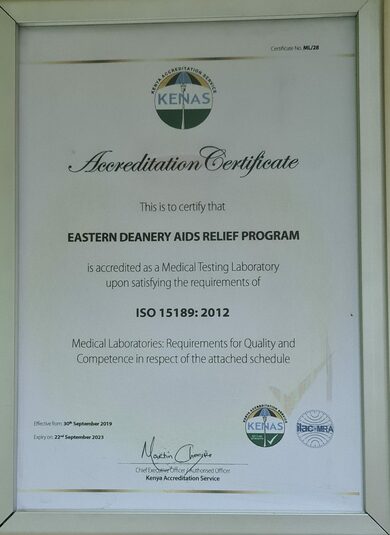 Certificate No. ML/28
KENYA ACCREDITATION SERVICE
KENAS
Accreditation Certificate
This is to certify that
EASTERN DEANERY AIDS RELIEF PROGRAM
is accredited as a Medical Testing Laboratory
upon satisfying the requirements of
ISO 15189: 2012
Medical Laboratories: Requirements for Quality and
Competence in respect of the attached schedule
Effective from: 30th September 2019
Expiry on: 22nd September 2023
KENYA ACCREDITATION SERVICE
KENAS
ilac-MRA
Chief Executive Officer / Authorised Officer
Kenya Accreditation Service